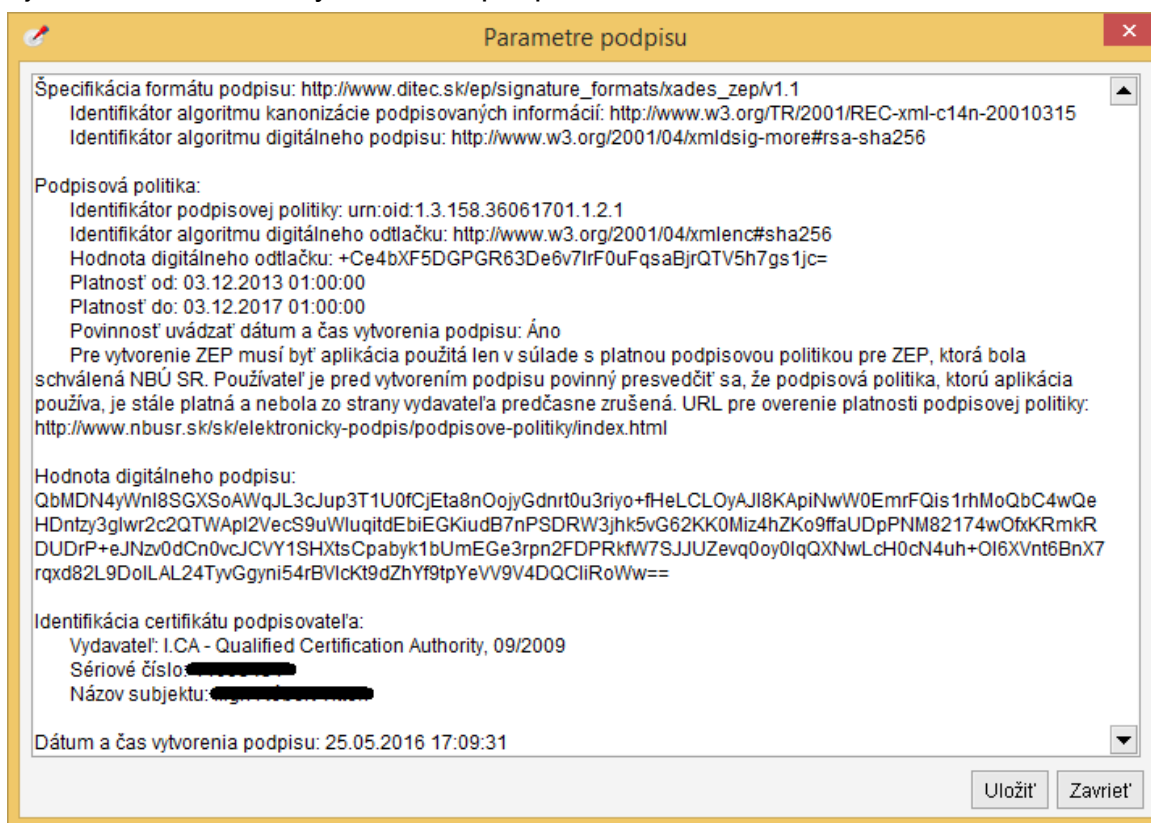 Parametre podpisu
Špecifikácia formátu podpisu: http://www.ditec.sk/ep/signature_formats/xades_zep/v1.1
Identifikátor algoritmu kanonizácie podpisovaných informácií: http://www.w3.org/TR/2001/REC-xml-c14n-20010315
Identifikátor algoritmu digitálneho podpisu: http://www.w3.org/2001/04/xmldsig-more#rsa-sha256
Podpisová politika:
Identifikátor podpisovej politiky: urn:oid:1.3.158.36061701.1.2.1
Identifikátor algoritmu digitálneho odtlačku: http://www.w3.org/2001/04/xmlenc#sha256
Hodnota digitálneho odtlačku: +Ce4bXF5DGPGR63De6v7IrF0uFqsaBjrQTV5h7gs1jc=
Platnosť od: 03.12.2013 01:00:00
Platnosť do: 03.12.2017 01:00:00
Povinnosť uvádzať dátum a čas vytvorenia podpisu: Áno
Pre vytvorenie ZEP musí byť aplikácia použitá len v súlade s platnou podpisovou politikou pre ZEP, ktorá bola
schválená NBÚ SR. Používateľ je pred vytvorením podpisu povinný presvedčiť sa, že podpisová politika, ktorú aplikácia
používa, je stále platná a nebola zo strany vydavateľa predčasne zrušená. URL pre overenie platnosti podpisovej politiky:
http://www.nbusr.sk/sk/elektronicky-podpis/podpisove-politiky/index.html
Hodnota digitálneho podpisu:
QbMDN4yWnI8SGXSoAWqJL3cJup3T1U0fCjEta8nOojyGdnrt0u3riyo+fHeLCLOyAJI8KApiNwW0EmrFQis1rhMoQbC4wQe
HDntzy3glwr2c2QTWApI2VecS9uWluqitdEbiEGKiudB7nPSDRW3jhk5vG62KK0Miz4hZKo9ffaUDpPNM82174wOfxKRmkR
DUDrP+eJNzv0dCn0vcJCVY1SHXtsCpabyk1bUmEGe3rpn2FDPRkfW7SJJUZevq0oy0IqQXNwLcH0cN4uh+OI6XVnt6BnX7
rqxd82L9DolLAL24TyvGgyni54rBVlcKt9dZhYf9tpYeVV9V4DQCIiRoWw==
Identifikácia certifikátu podpisovateľa:
Vydavateľ: I.CA - Qualified Certification Authority, 09/2009
Sériové číslo:
Názov subjektu:
Dátum a čas vytvorenia podpisu: 25.05.2016 17:09:31
Uložiť Zavrieť